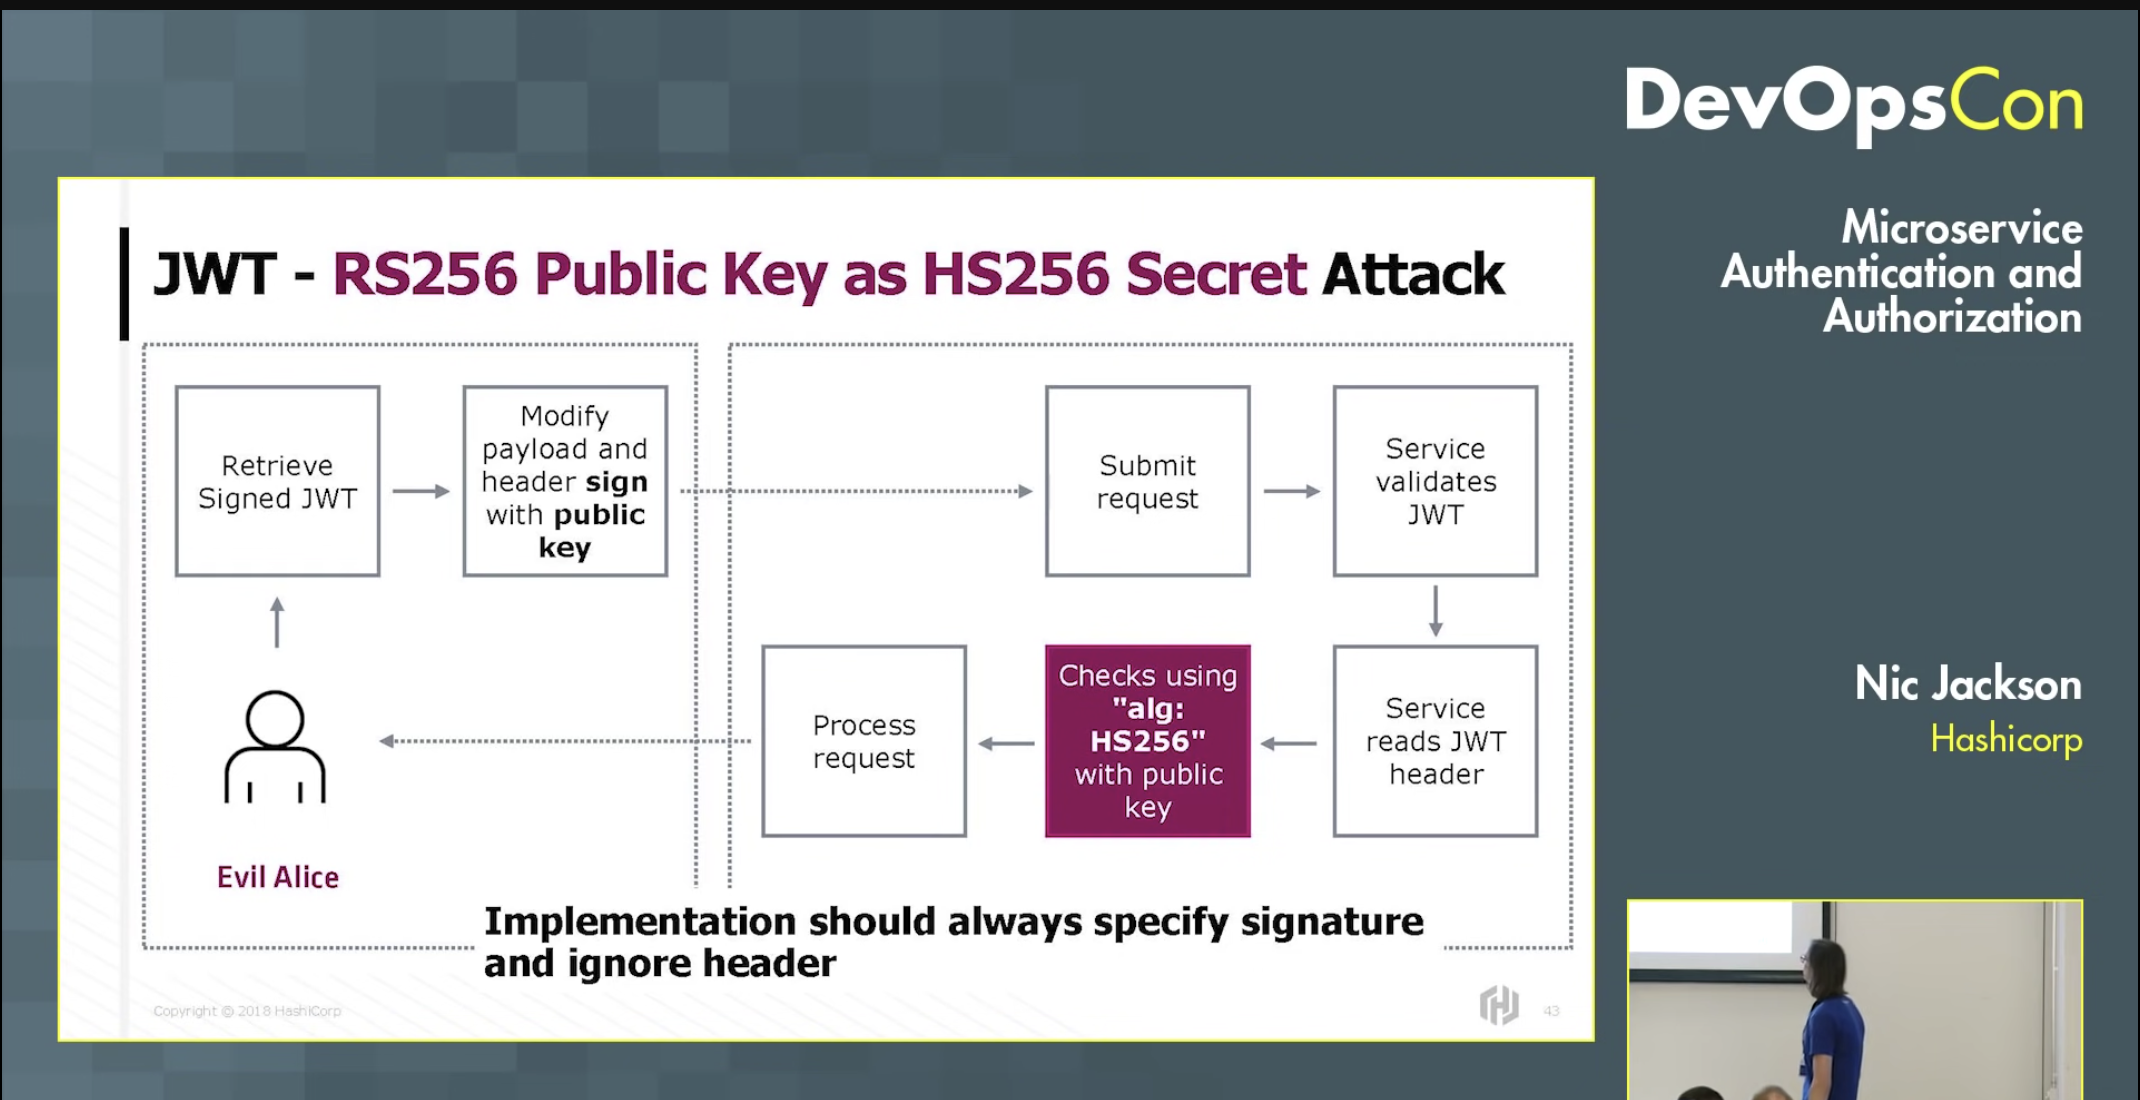 DevOpsCon
Microservice
Authentication and
Authorization
JWT - RS256 Public Key as HS256 Secret Attack
Retrieve
Signed JWT
Modify
payload and
header sign
with public
key
Submit
request
Service
validates
JWT
Service
reads JWT
header
Checks using
"alg:
HS256"
with public
key
Process
request
Evil Alice
Implementation should always specify signature
and ignore header
Copyright © 2018 HashiCorp
43
Nic Jackson
Hashicorp